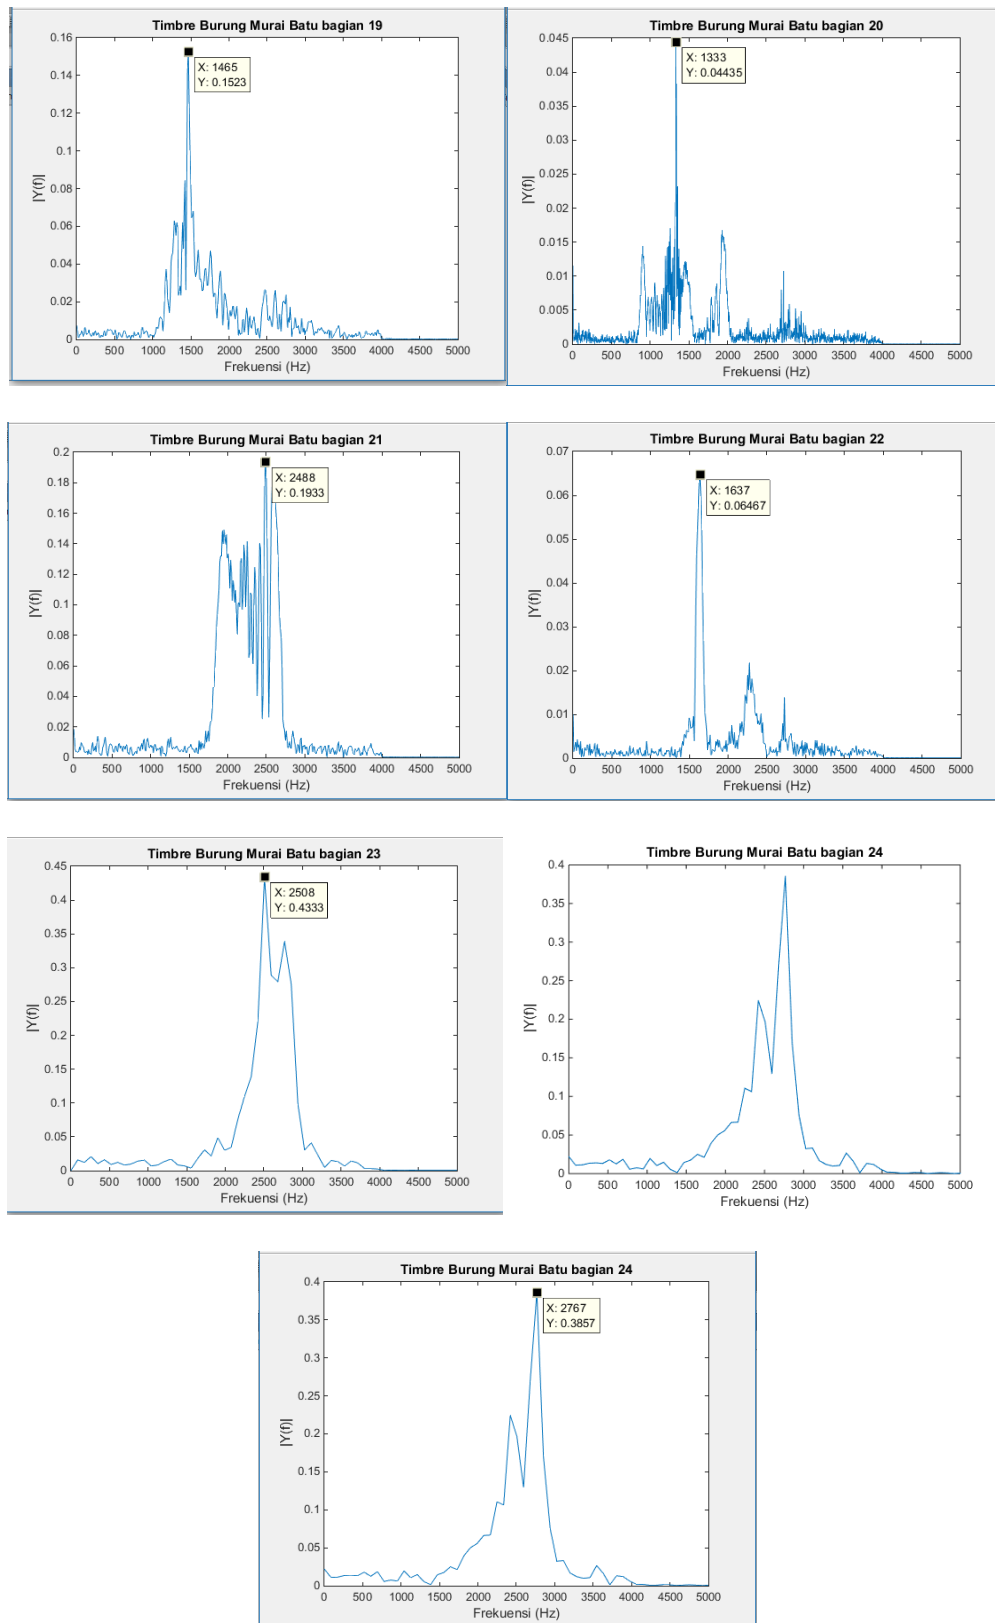 Timbre Burung Murai Batu bagian 19
0.16
0.14
0.12
0.1
0.08
0.06
0.04
0.02
0
|Y(f)|
X: 1465
Y: 0.1523
0 500 1000 1500 2000 2500 3000 3500 4000 4500 5000
Frekuensi (Hz)
Timbre Burung Murai Batu bagian 20
0.045
0.04
0.035
0.03
0.025
0.02
0.015
0.01
0.005
0
|Y(f)|
X: 1333
Y: 0.04435
0 500 1000 1500 2000 2500 3000 3500 4000 4500 5000
Frekuensi (Hz)
Timbre Burung Murai Batu bagian 21
0.2
0.18
0.16
0.14
0.12
0.1
0.08
0.06
0.04
0.02
0
|Y(f)|
X: 2488
Y: 0.1933
0 500 1000 1500 2000 2500 3000 3500 4000 4500 5000
Frekuensi (Hz)
Timbre Burung Murai Batu bagian 22
0.07
0.06
0.05
0.04
0.03
0.02
0.01
0
|Y(f)|
X: 1637
Y: 0.06467
0 500 1000 1500 2000 2500 3000 3500 4000 4500 5000
Frekuensi (Hz)
Timbre Burung Murai Batu bagian 23
0.45
0.4
0.35
0.3
0.25
0.2
0.15
0.1
0.05
0
|Y(f)|
X: 2508
Y: 0.4333
0 500 1000 1500 2000 2500 3000 3500 4000 4500 5000
Frekuensi (Hz)
Timbre Burung Murai Batu bagian 24
0.4
0.35
0.3
0.25
0.2
0.15
0.1
0.05
0
|Y(f)|
0 500 1000 1500 2000 2500 3000 3500 4000 4500 5000
Frekuensi (Hz)
Timbre Burung Murai Batu bagian 24
0.4
0.35
0.3
0.25
0.2
0.15
0.1
0.05
0
|Y(f)|
X: 2767
Y: 0.3857
0 500 1000 1500 2000 2500 3000 3500 4000 4500 5000
Frekuensi (Hz)